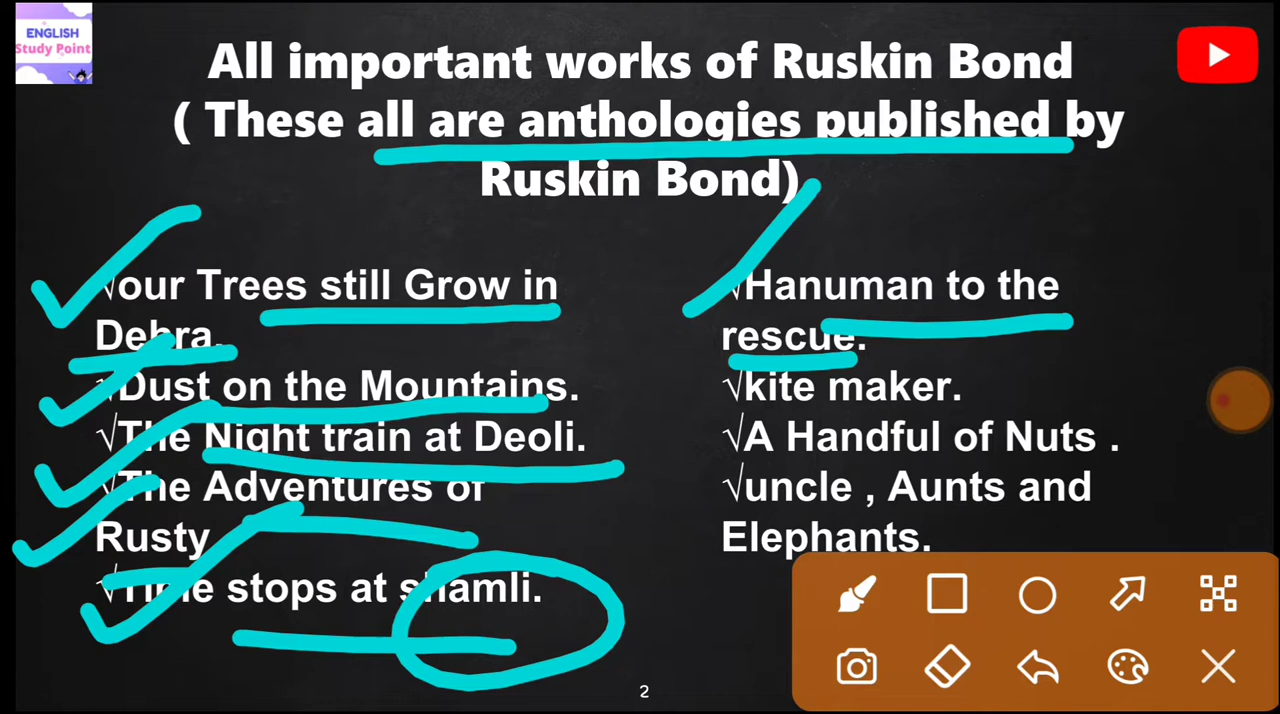 ENGLISH
Study Point
All important works of Ruskin Bond
( These all are anthologies published by
Ruskin Bond)
√our Trees still Grow in
Debra.
√Dust on the Mountains.
√The Night train at Deoli.
√The Adventures of
Rusty
√Time stops at shamli.
√Hanuman to the
rescue.
√kite maker.
√A Handful of Nuts .
√uncle , Aunts and
Elephants.
2